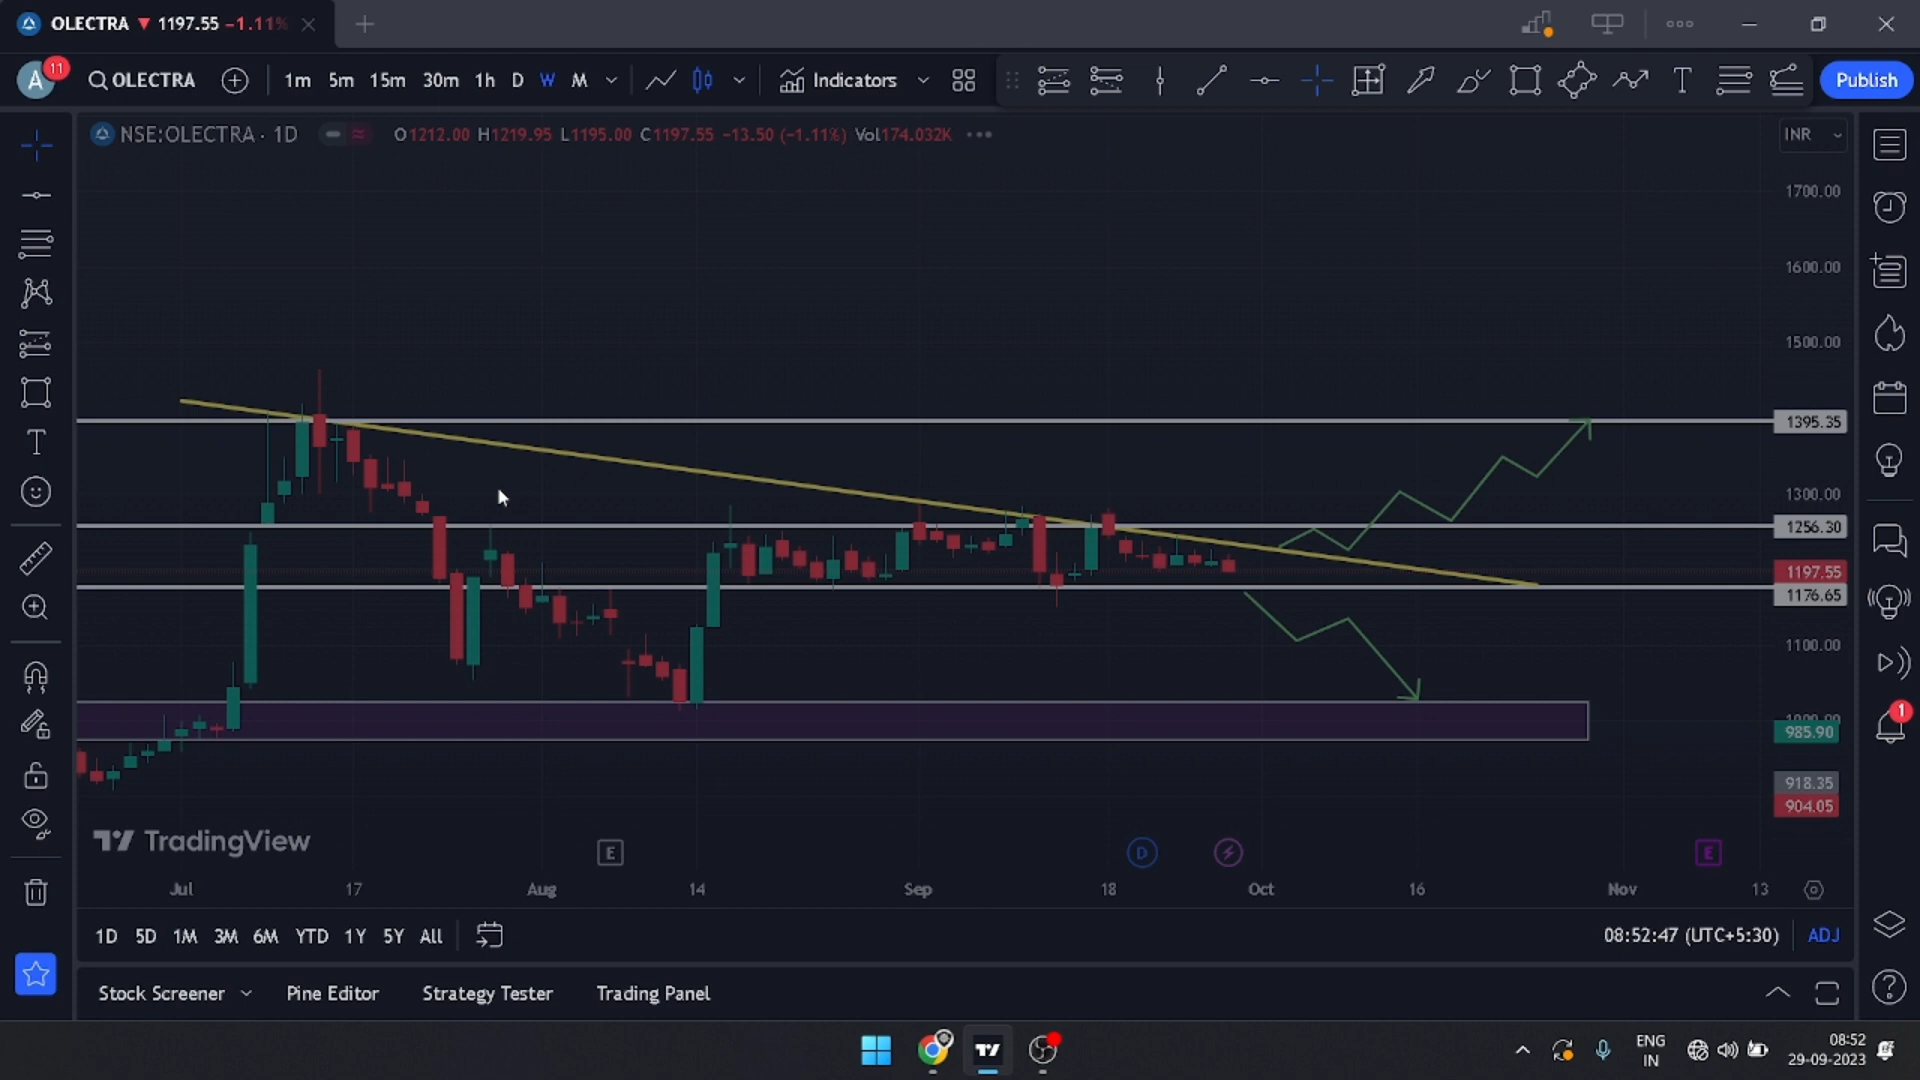 OLECTRA ▼ 1197.55 −1.11%
A 11 OLECTRA 1m 5m 15m 30m 1h D W M Indicators T Publish
NSE:OLECTRA · 1D O1212.00 H1219.95 L1195.00 C1197.55 −13.50 (−1.11%) Vol174.032K INR
1700.00
1600.00
1500.00
1395.35
1300.00
1256.30
1197.55
1176.65
1100.00
1
985.90
918.35
904.05
TradingView
E D E
Jul 17 Aug 14 Sep 18 Oct 16 Nov 13
1D 5D 1M 3M 6M YTD 1Y 5Y All 08:52:47 (UTC+5:30) ADJ
Stock Screener Pine Editor Strategy Tester Trading Panel
ENG 08:52
IN 29-09-2023